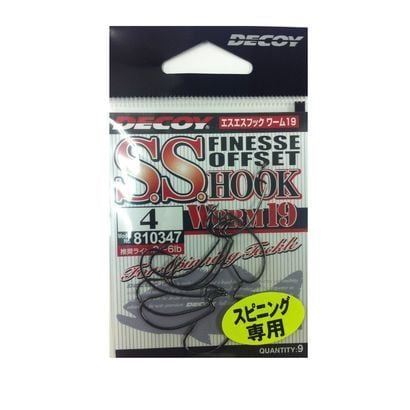 DECOY
DECOY
エスエスフック ワーム19
S.S.
FINESSE
OFFSET
HOOK
Worm19
4
810347
6lb
DECOY
スピニング
専用
QUANTITY:9